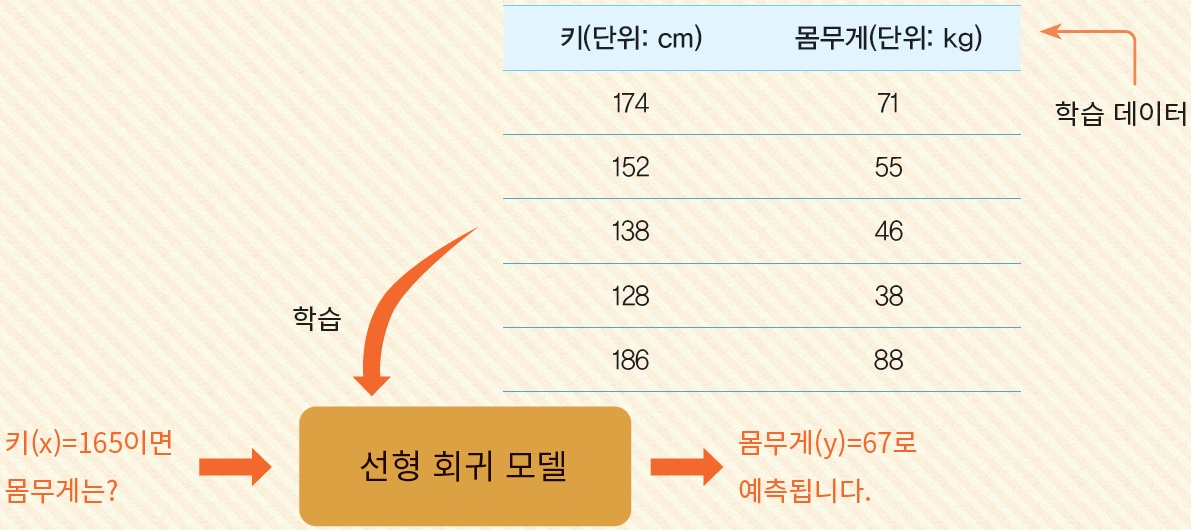 키(단위: cm) 몸무게(단위: kg)
174 71
152 55
138 46
128 38
186 88
학습 데이터
학습
키(x)=165이면
몸무게는?
선형 회귀 모델
몸무게(y)=67로
예측됩니다.